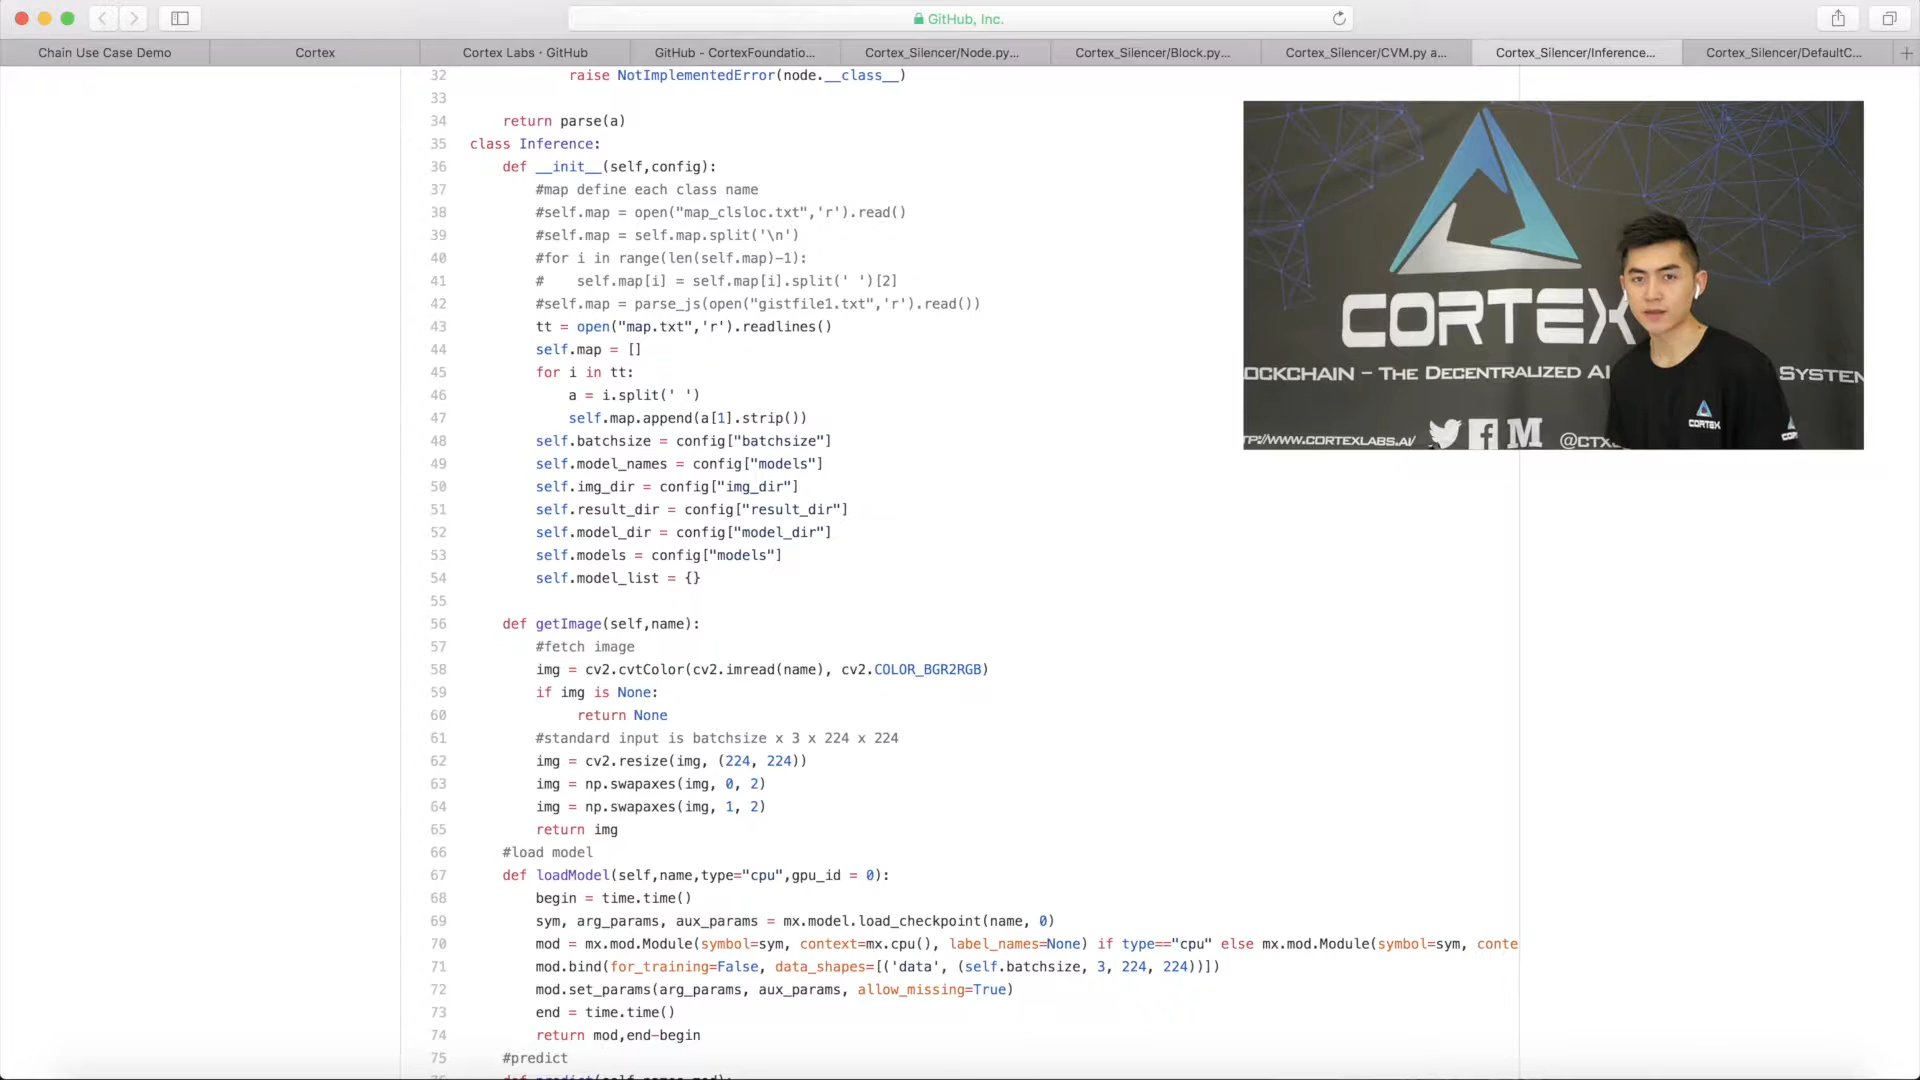 GitHub, Inc.
Chain Use Case Demo
Cortex
Cortex Labs · GitHub
GitHub - CortexFoundatio...
Cortex_Silencer/Node.py...
Cortex_Silencer/Block.py...
Cortex_Silencer/CVM.py a...
Cortex_Silencer/Inference...
Cortex_Silencer/DefaultC...
32 raise NotImplementedError(node.__class__)
33
34 return parse(a)
35 class Inference:
36 def __init__(self,config):
37 #map define each class name
38 #self.map = open("map_clsloc.txt",'r').read()
39 #self.map = self.map.split('\n')
40 #for i in range(len(self.map)-1):
41 # self.map[i] = self.map[i].split(' ')[2]
42 #self.map = parse_js(open("gistfile1.txt",'r').read())
43 tt = open("map.txt",'r').readlines()
44 self.map = []
45 for i in tt:
46 a = i.split(' ')
47 self.map.append(a[1].strip())
48 self.batchsize = config["batchsize"]
49 self.model_names = config["models"]
50 self.img_dir = config["img_dir"]
51 self.result_dir = config["result_dir"]
52 self.model_dir = config["model_dir"]
53 self.models = config["models"]
54 self.model_list = {}
55
56 def getImage(self,name):
57 #fetch image
58 img = cv2.cvtColor(cv2.imread(name), cv2.COLOR_BGR2RGB)
59 if img is None:
60 return None
61 #standard input is batchsize x 3 x 224 x 224
62 img = cv2.resize(img, (224, 224))
63 img = np.swapaxes(img, 0, 2)
64 img = np.swapaxes(img, 1, 2)
65 return img
66 #load model
67 def loadModel(self,name,type="cpu",gpu_id = 0):
68 begin = time.time()
69 sym, arg_params, aux_params = mx.model.load_checkpoint(name, 0)
70 mod = mx.mod.Module(symbol=sym, context=mx.cpu(), label_names=None) if type=="cpu" else mx.mod.Module(symbol=sym, conte
71 mod.bind(for_training=False, data_shapes=[('data', (self.batchsize, 3, 224, 224))])
72 mod.set_params(arg_params, aux_params, allow_missing=True)
73 end = time.time()
74 return mod,end-begin
75 #predict
CORTEX
OCKCHAIN - THE DECENTRALIZED AI SYSTEM
TP://WWW.CORTEXLABS.AI/ @CTX
CORTEX